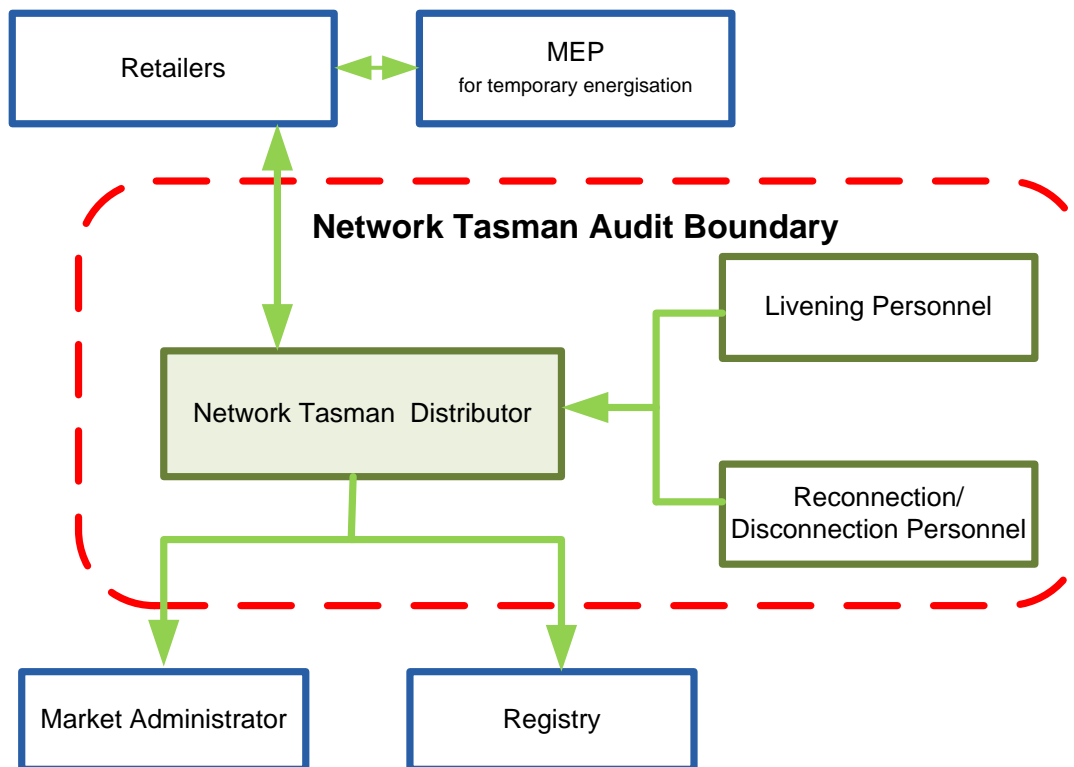 Retailers
MEP
for temporary energisation
Network Tasman Audit Boundary
Livening Personnel
Network Tasman Distributor
Reconnection/
Disconnection Personnel
Market Administrator
Registry